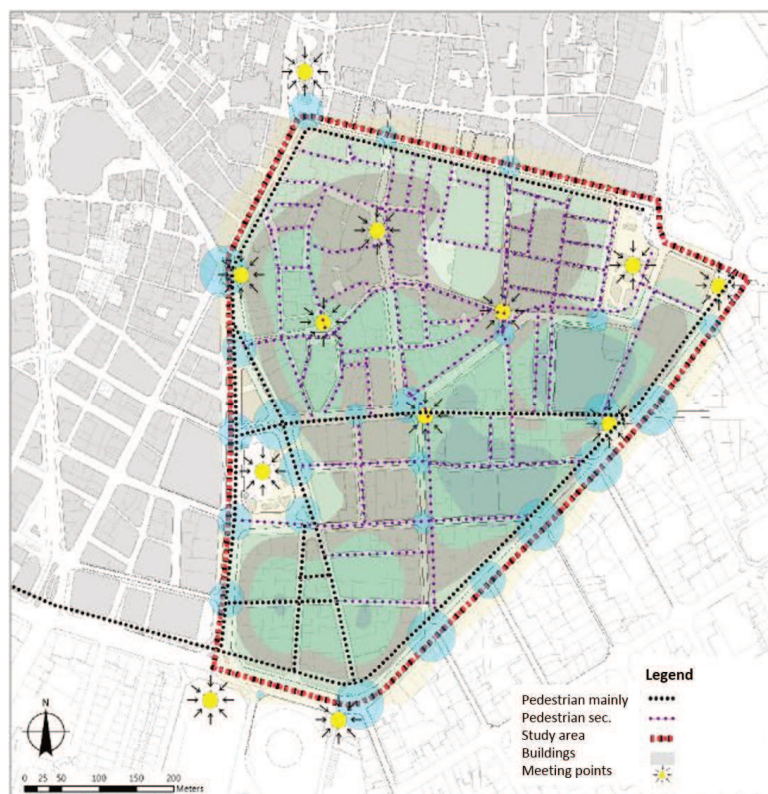 Legend
Pedestrian mainly
Pedestrian sec.
Study area
Buildings
Meeting points
N
0 25 50 100 150 200
Meters